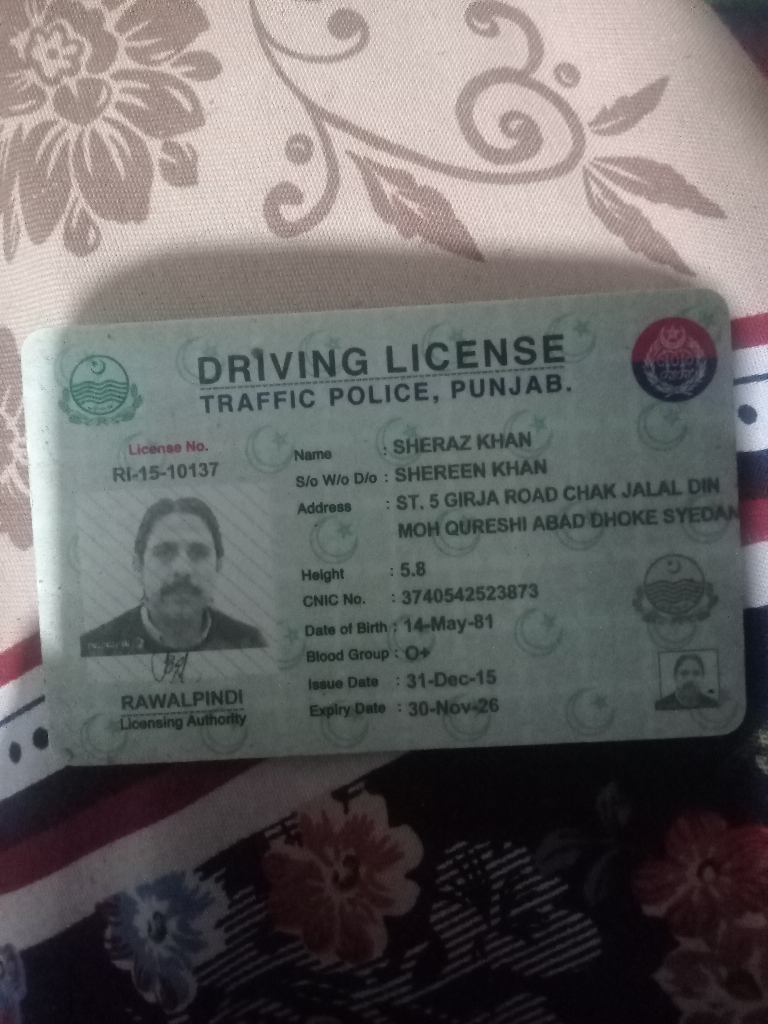 DRIVING LICENSE
TRAFFIC POLICE, PUNJAB.
License No.
RI-15-10137
Name : SHERAZ KHAN
S/o W/o D/o : SHEREEN KHAN
Address : ST. 5 GIRJA ROAD CHAK JALAL DIN
MOH QURESHI ABAD DHOKE SYEDAN
Height : 5.8
CNIC No. : 3740542523873
Date of Birth : 14-May-81
Blood Group : O+
Issue Date : 31-Dec-15
Expiry Date : 30-Nov-26
RAWALPINDI
Licensing Authority